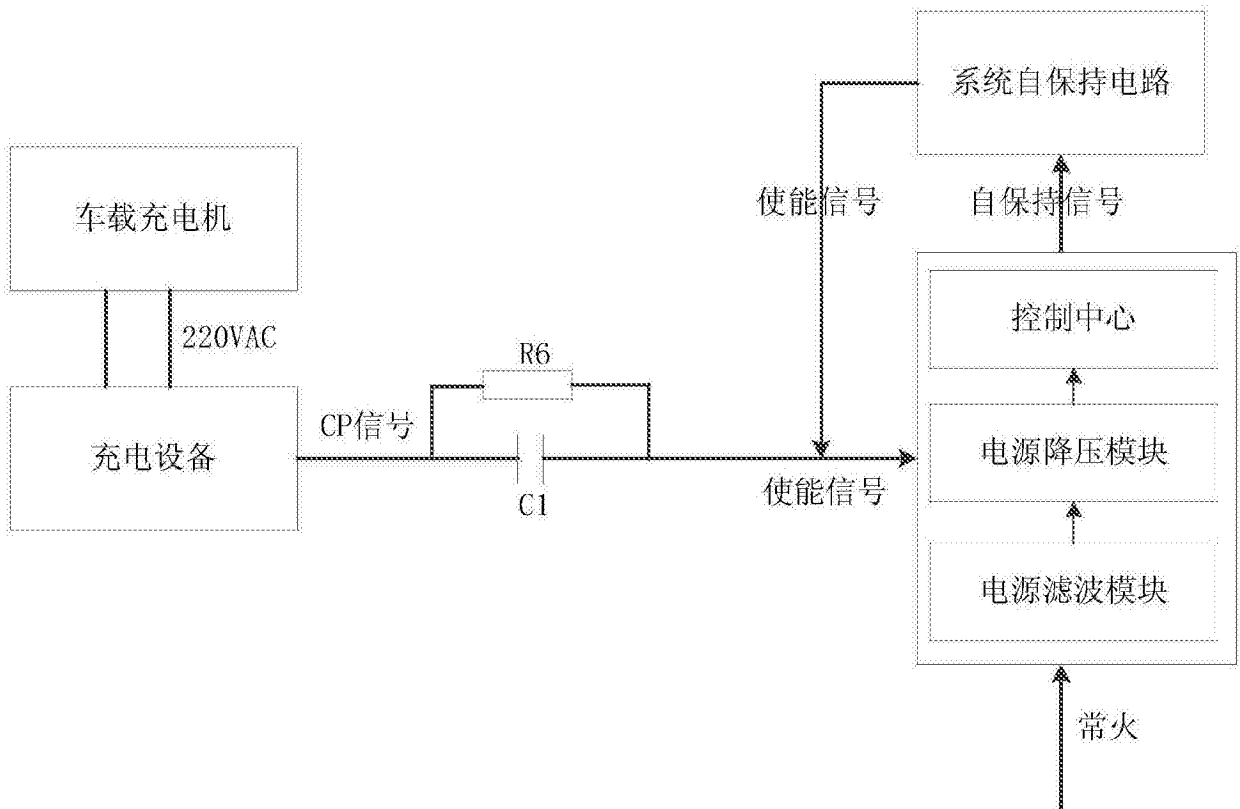 系统自保持电路
车载充电机
使能信号
自保持信号
220VAC
控制中心
R6
CP信号
充电设备
电源降压模块
C1
使能信号
电源滤波模块
常火